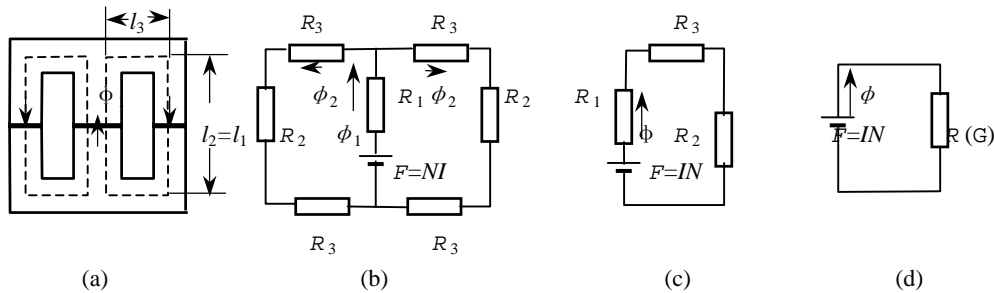 l3
ϕ
l2=l1
(a)
R3 R3
ϕ2 ϕ2
R1
R2 R2
ϕ1
F=NI
R3 R3
(b)
R3
R1
ϕ
R2
F=IN
(c)
ϕ
F=IN
R (G)
(d)